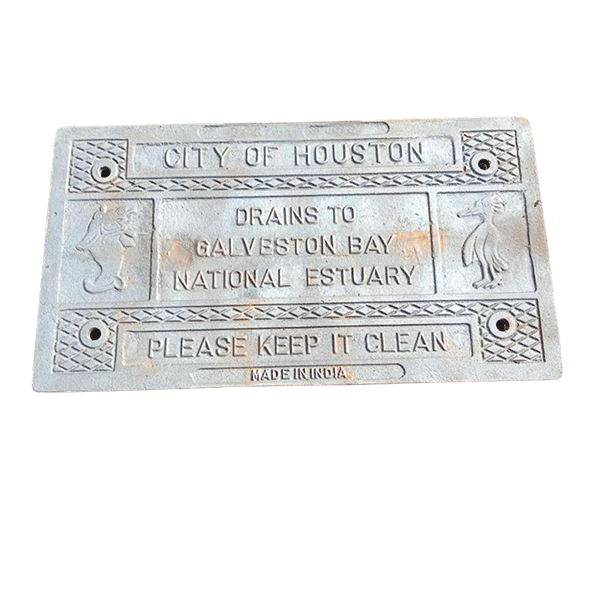 CITY OF HOUSTON
DRAINS TO
GALVESTON BAY
NATIONAL ESTUARY
PLEASE KEEP IT CLEAN
MADE IN INDIA